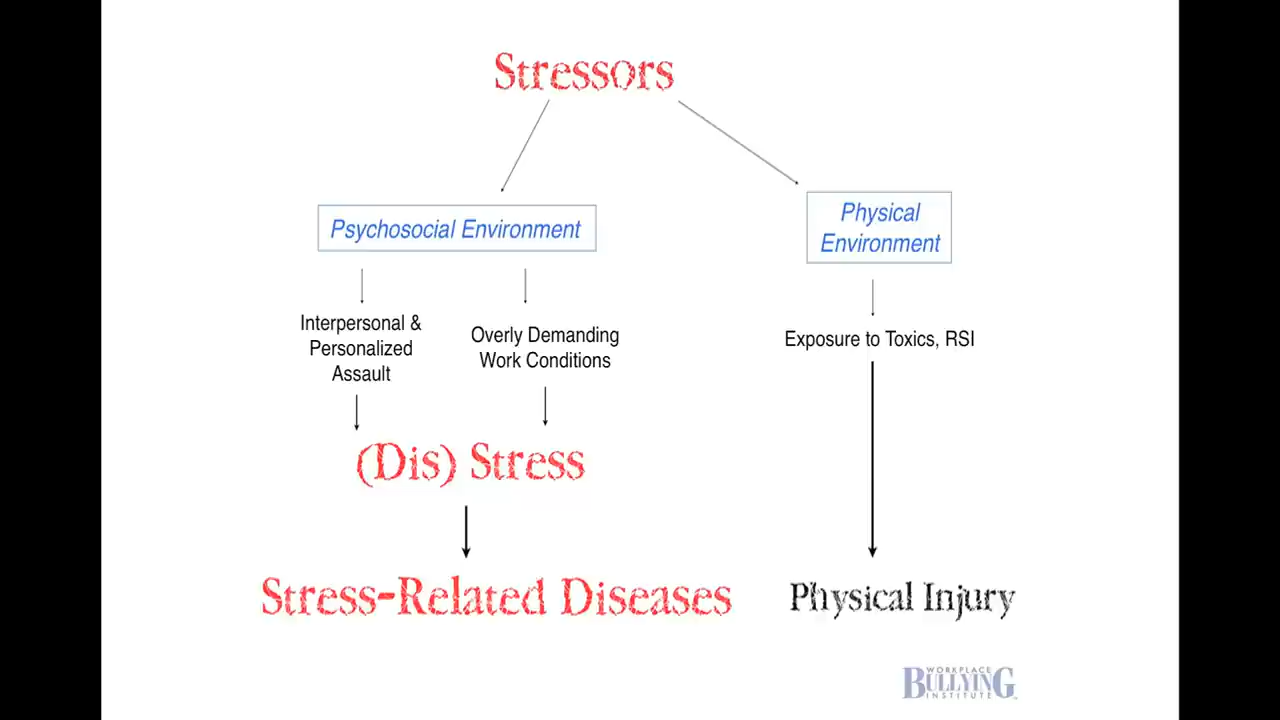 Stressors
Psychosocial Environment
Physical
Environment
Interpersonal &
Personalized
Assault
Overly Demanding
Work Conditions
Exposure to Toxics, RSI
(Dis) Stress
Stress-Related Diseases
Physical Injury
WORKPLACE
BULLYING
INSTITUTE